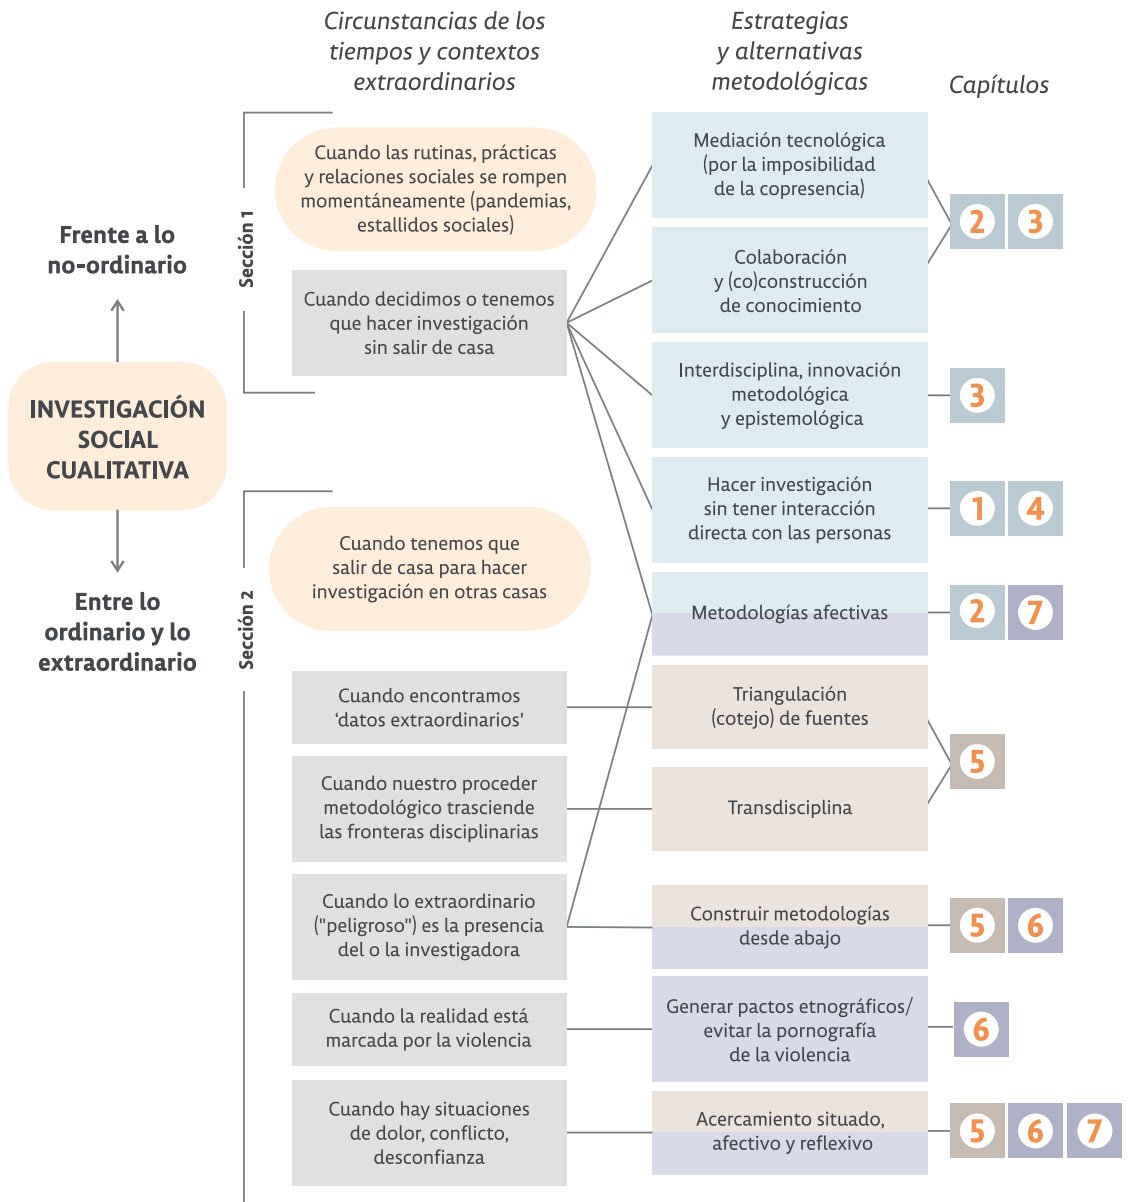 Circunstancias de los
tiempos y contextos
extraordinarios
Estrategias
y alternativas
metodológicas
Capítulos
Frente a lo
no-ordinario
INVESTIGACIÓN
SOCIAL
CUALITATIVA
Entre lo
ordinario y lo
extraordinario
Sección 1
Cuando las rutinas, prácticas
y relaciones sociales se rompen
momentáneamente (pandemias,
estallidos sociales)
Cuando decidimos o tenemos
que hacer investigación
sin salir de casa
Mediación tecnológica
(por la imposibilidad
de la copresencia)
Colaboración
y (co)construcción
de conocimiento
2 3
Interdisciplina, innovación
metodológica
y epistemológica
3
Hacer investigación
sin tener interacción
directa con las personas
1 4
Sección 2
Cuando tenemos que
salir de casa para hacer
investigación en otras casas
Metodologías afectivas
2 7
Cuando encontramos
‘datos extraordinarios'
Triangulación
(cotejo) de fuentes
Cuando nuestro proceder
metodológico trasciende
las fronteras disciplinarias
Transdisciplina
5
Cuando lo extraordinario
("peligroso") es la presencia
del o la investigadora
Construir metodologías
desde abajo
5 6
Cuando la realidad está
marcada por la violencia
Generar pactos etnográficos/
evitar la pornografía
de la violencia
6
Cuando hay situaciones
de dolor, conflicto,
desconfianza
Acercamiento situado,
afectivo y reflexivo
5 6 7